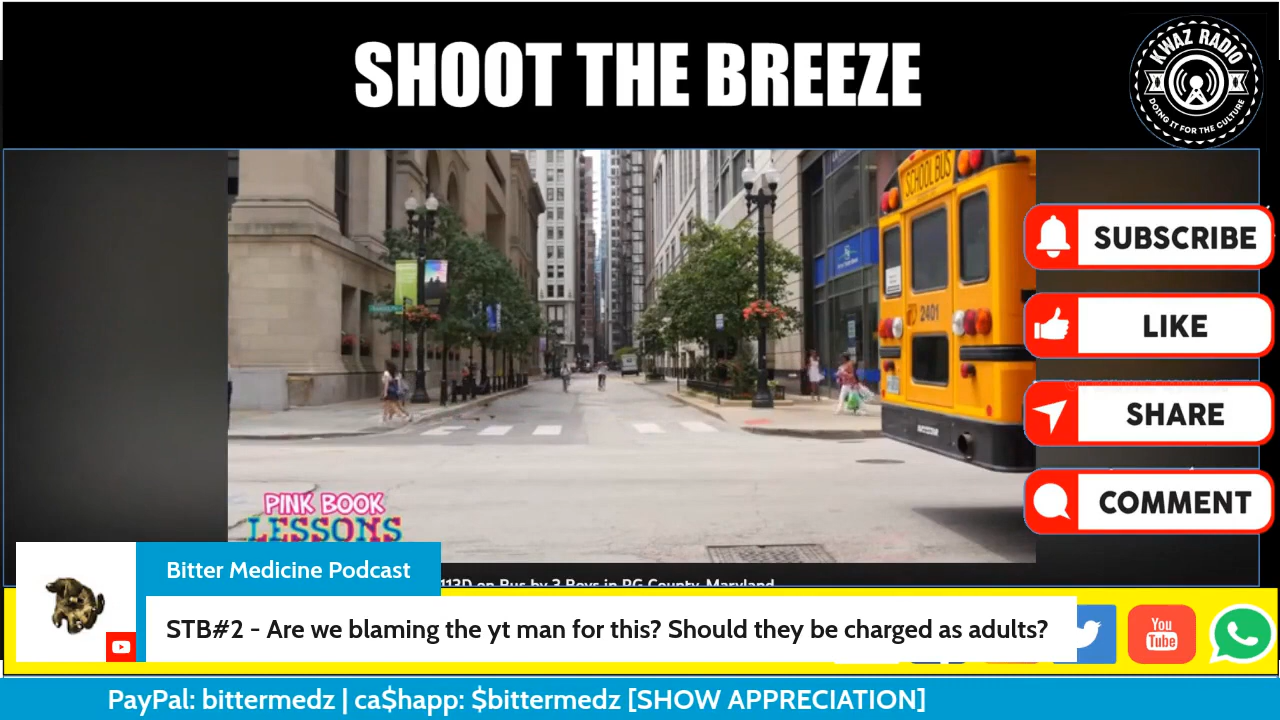 SHOOT THE BREEZE
KWAZ RADIO
DOING IT FOR THE CULTURE
SCHOOL BUS
2401
SUBSCRIBE
LIKE
SHARE
COMMENT
PINK BOOK
LESSONS
on Bus by 3 Boys in PG County, Maryland
Bitter Medicine Podcast
STB#2 - Are we blaming the yt man for this? Should they be charged as adults?
You
Tube
PayPal: bittermedz | ca$happ: $bittermedz [SHOW APPRECIATION]